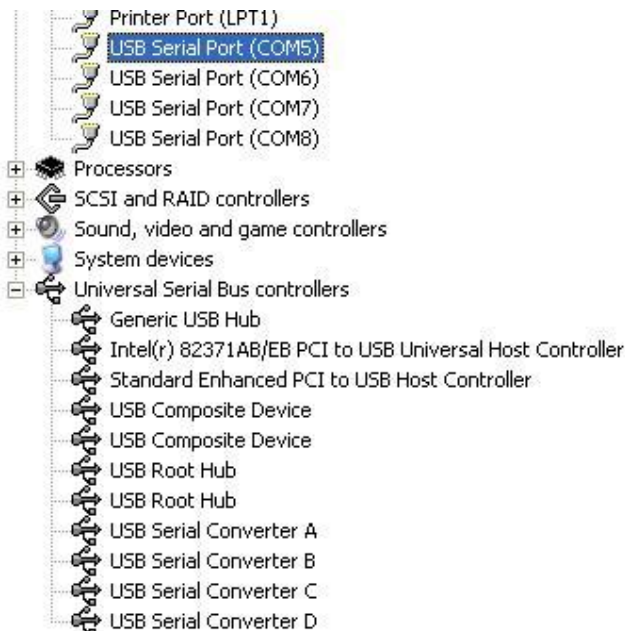 Printer Port (LPT1)
USB Serial Port (COM5)
USB Serial Port (COM6)
USB Serial Port (COM7)
USB Serial Port (COM8)
Processors
SCSI and RAID controllers
Sound, video and game controllers
System devices
Universal Serial Bus controllers
Generic USB Hub
Intel(r) 82371AB/EB PCI to USB Universal Host Controller
Standard Enhanced PCI to USB Host Controller
USB Composite Device
USB Composite Device
USB Root Hub
USB Root Hub
USB Serial Converter A
USB Serial Converter B
USB Serial Converter C
USB Serial Converter D